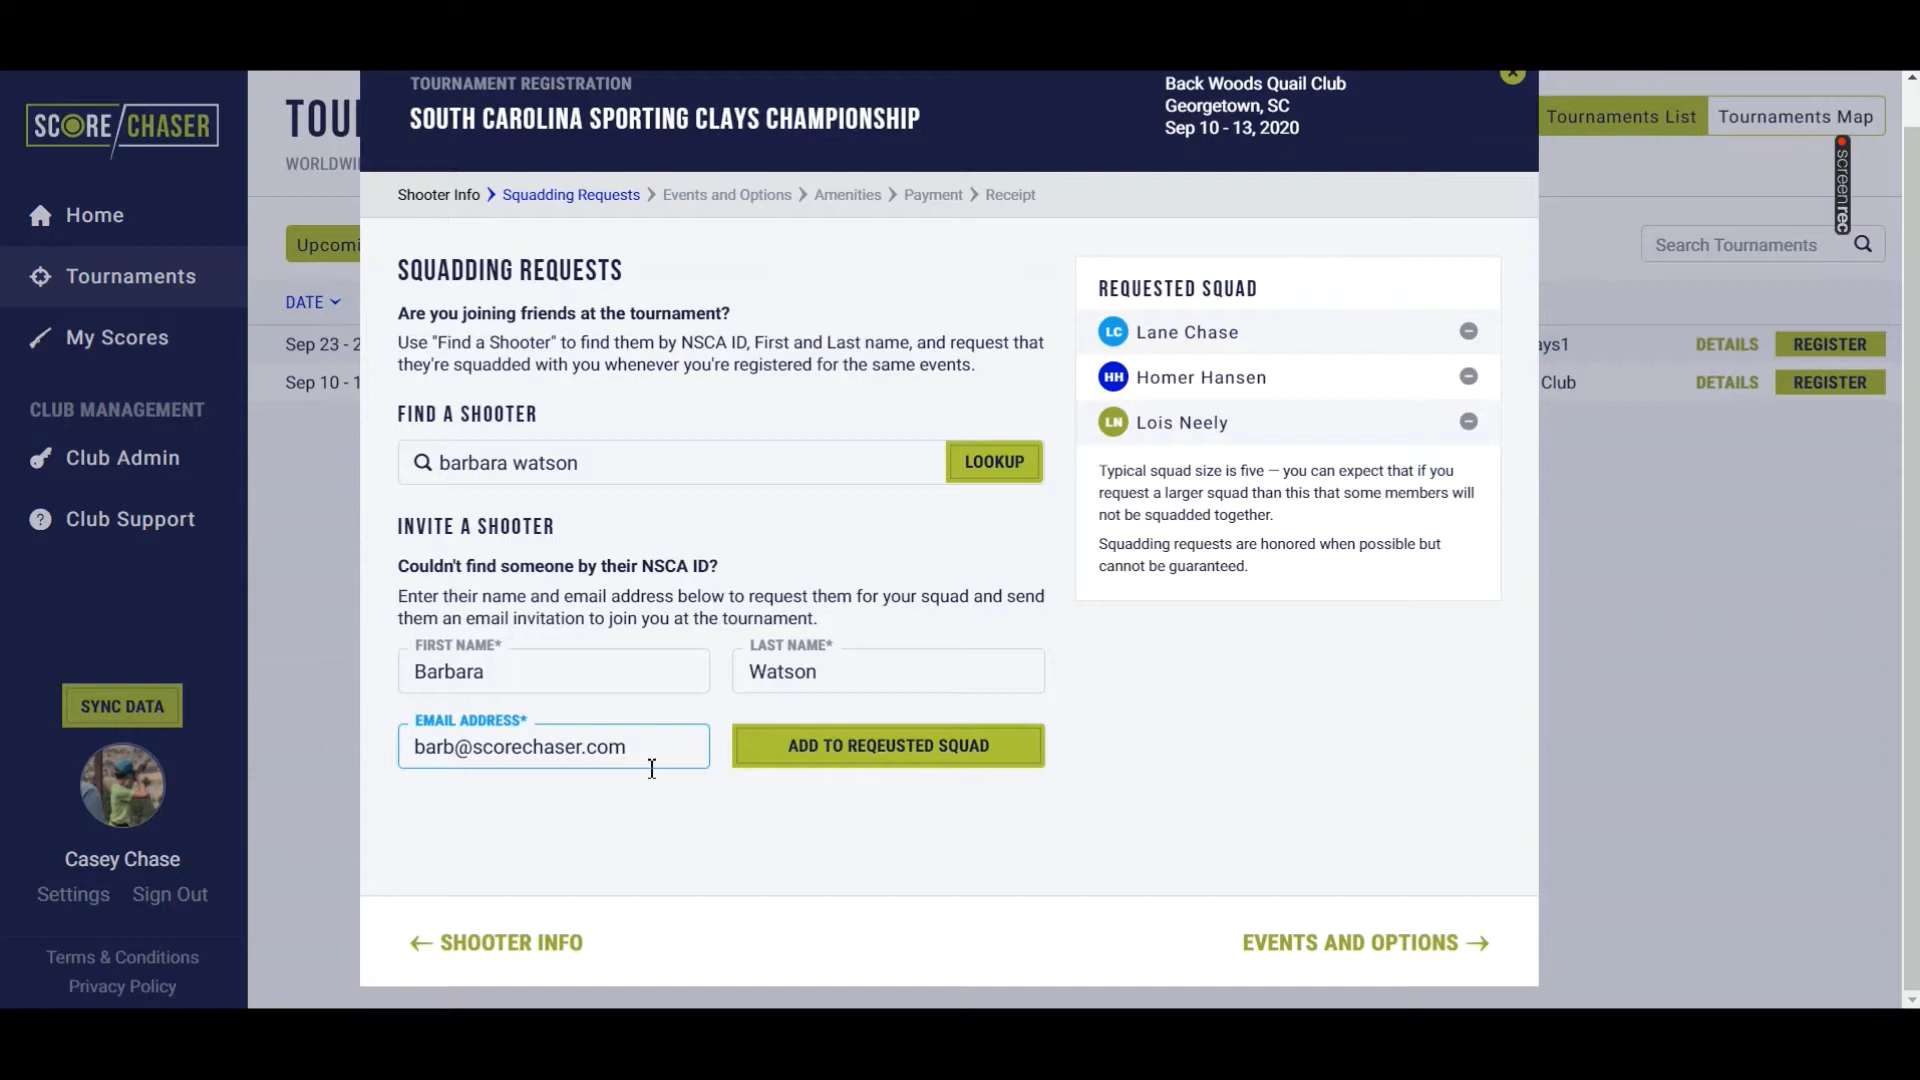 SCORE/CHASER
Home
Tournaments
My Scores
CLUB MANAGEMENT
Club Admin
Club Support
SYNC DATA
Casey Chase
Settings Sign Out
Terms & Conditions
Privacy Policy
TOU
WORLDWI
Upcomi
DATE
Sep 23 - 2
Sep 10 - 1
TOURNAMENT REGISTRATION
SOUTH CAROLINA SPORTING CLAYS CHAMPIONSHIP
Back Woods Quail Club
Georgetown, SC
Sep 10 - 13, 2020
Shooter Info Squadding Requests Events and Options Amenities Payment Receipt
SQUADDING REQUESTS
Are you joining friends at the tournament?
Use "Find a Shooter" to find them by NSCA ID, First and Last name, and request that
they're squadded with you whenever you're registered for the same events.
FIND A SHOOTER
barbara watson
LOOKUP
INVITE A SHOOTER
Couldn't find someone by their NSCA ID?
Enter their name and email address below to request them for your squad and send
them an email invitation to join you at the tournament.
FIRST NAME*
Barbara
LAST NAME*
Watson
EMAIL ADDRESS*
barb@scorechaser.com
ADD TO REQEUSTED SQUAD
REQUESTED SQUAD
LC Lane Chase
HH Homer Hansen
LN Lois Neely
Typical squad size is five — you can expect that if you
request a larger squad than this that some members will
not be squadded together.
Squadding requests are honored when possible but
cannot be guaranteed.
SHOOTER INFO
EVENTS AND OPTIONS
Tournaments List Tournaments Map
screenrec
Search Tournaments
ays1 DETAILS REGISTER
Club DETAILS REGISTER